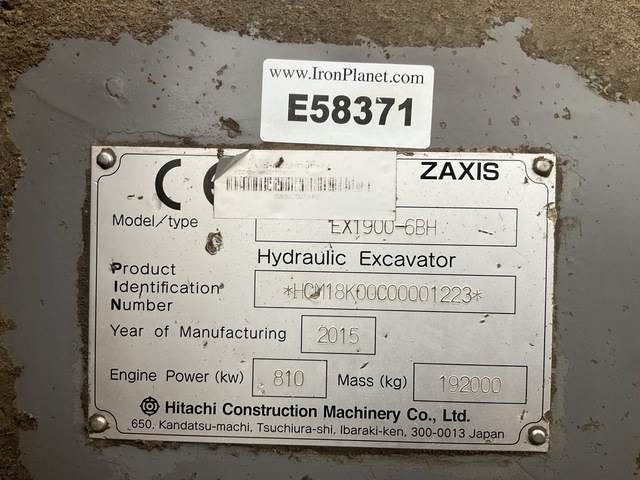 www.IronPlanet.com
E58371
CE
ZAXIS
Model/type EX1900-6BH
Hydraulic Excavator
Product
Identification *HCM18K00C00001223*
Number
Year of Manufacturing 2015
Engine Power (kw) 810 Mass (kg) 192000
Hitachi Construction Machinery Co., Ltd.
650, Kandatsu-machi, Tsuchiura-shi, Ibaraki-ken, 300-0013 Japan